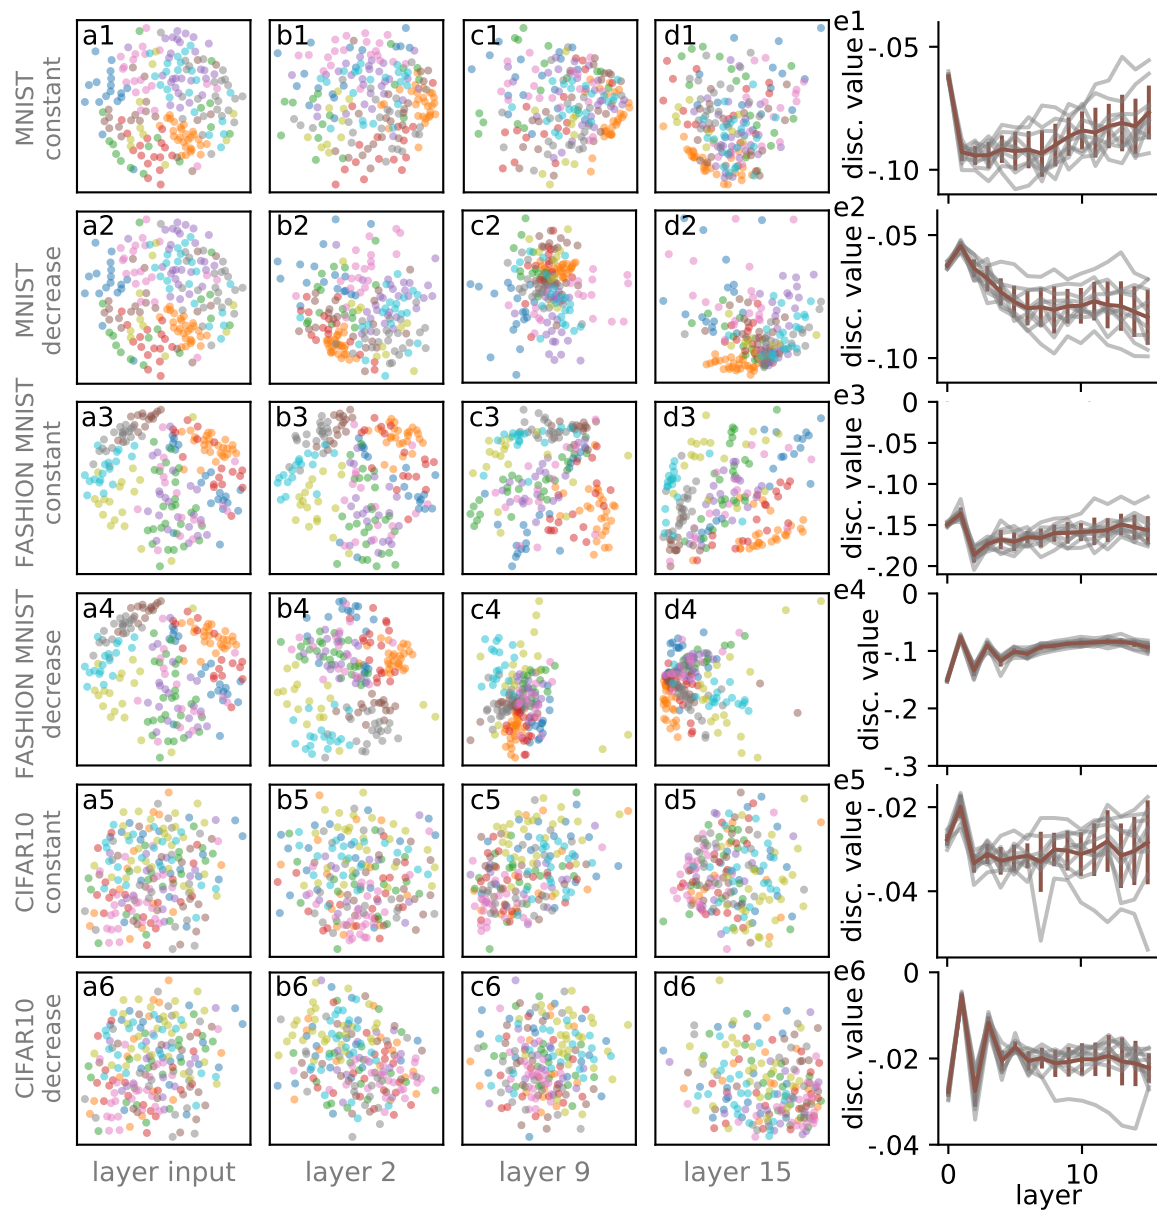 MNIST
constant
a1
b1
c1
d1
e1
disc. value
-.05
-.10
MNIST
decrease
a2
b2
c2
d2
e2
disc. value
-.05
-.10
FASHION MNIST
constant
a3
b3
c3
d3
e3
disc. value
0
-.05
-.10
-.15
-.20
FASHION MNIST
decrease
a4
b4
c4
d4
e4
disc. value
0
-.1
-.2
-.3
CIFAR10
constant
a5
b5
c5
d5
e5
disc. value
-.02
-.04
CIFAR10
decrease
a6
b6
c6
d6
e6
disc. value
0
-.02
-.04
layer input
layer 2
layer 9
layer 15
0
10
layer